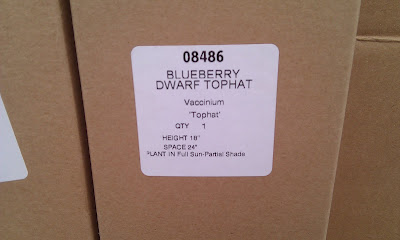 08486
BLUEBERRY
DWARF TOPHAT
Vaccinium
'Tophat'
QTY 1
HEIGHT 18"
SPACE 24"
PLANT IN Full Sun-Partial Shade